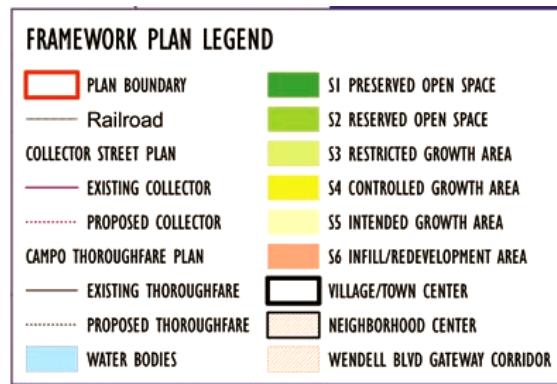 FRAMEWORK PLAN LEGEND
PLAN BOUNDARY
Railroad
COLLECTOR STREET PLAN
EXISTING COLLECTOR
PROPOSED COLLECTOR
CAMPO THOROUGHFARE PLAN
EXISTING THOROUGHFARE
PROPOSED THOROUGHFARE
WATER BODIES
S1 PRESERVED OPEN SPACE
S2 RESERVED OPEN SPACE
S3 RESTRICTED GROWTH AREA
S4 CONTROLLED GROWTH AREA
S5 INTENDED GROWTH AREA
S6 INFILL/REDEVELOPMENT AREA
VILLAGE/TOWN CENTER
NEIGHBORHOOD CENTER
WENDELL BLVD GATEWAY CORRIDOR